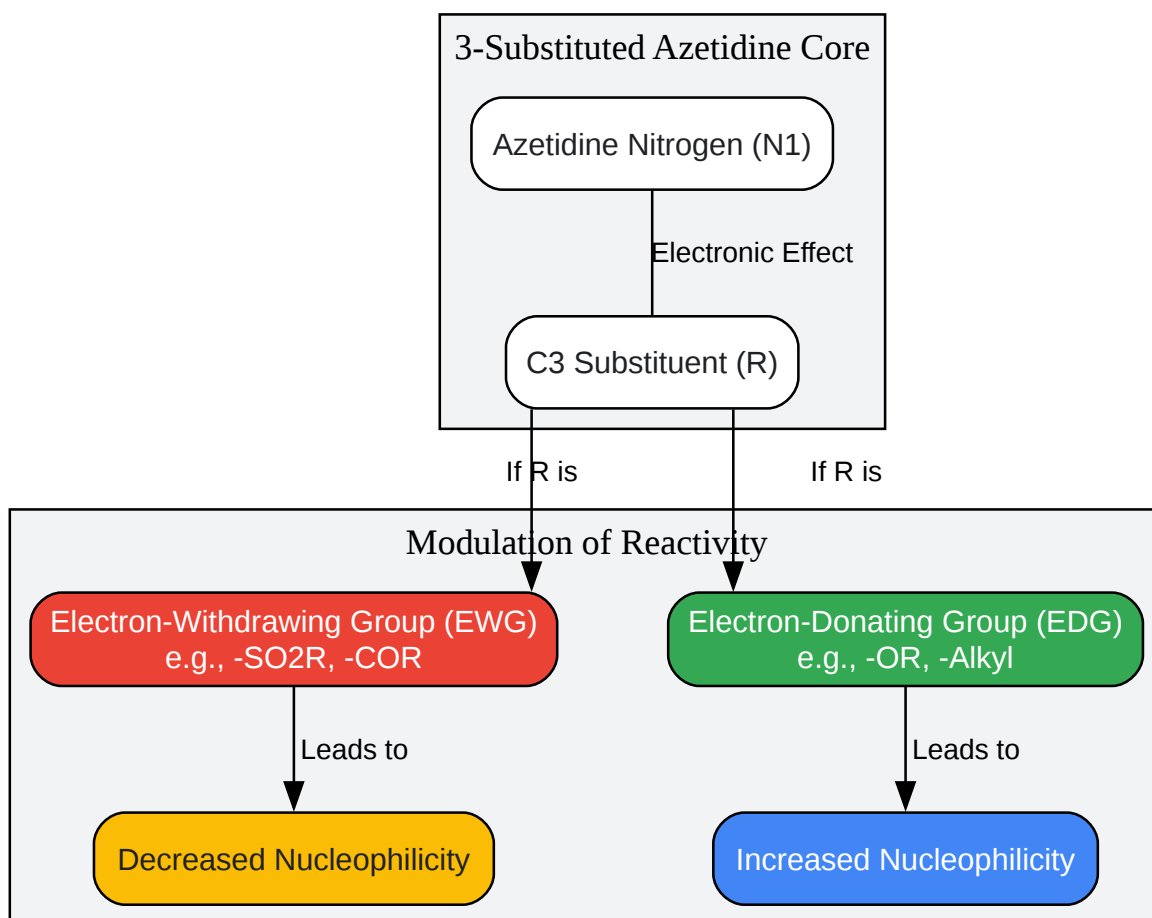 3-Substituted Azetidine Core
Azetidine Nitrogen (N1)
Electronic Effect
C3 Substituent (R)
If R is
If R is
Modulation of Reactivity
Electron-Withdrawing Group (EWG)
e.g., -SO2R, -COR
Electron-Donating Group (EDG)
e.g., -OR, -Alkyl
Leads to
Leads to
Decreased Nucleophilicity
Increased Nucleophilicity